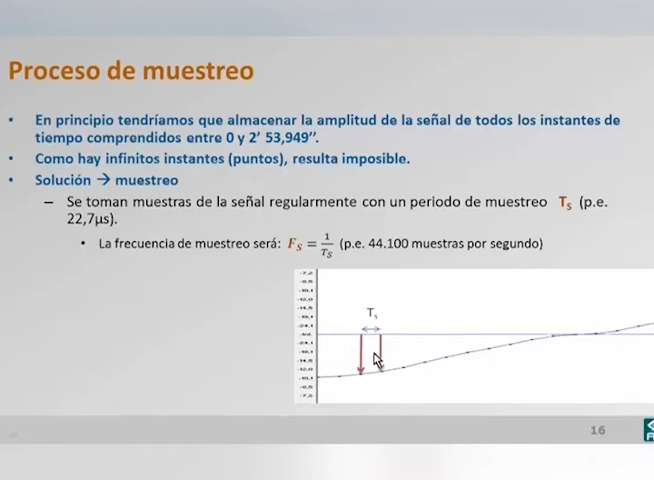 Proceso de muestreo
• En principio tendríamos que almacenar la amplitud de la señal de todos los instantes de
tiempo comprendidos entre 0 y 2' 53,949''.
• Como hay infinitos instantes (puntos), resulta imposible.
• Solución → muestreo
– Se toman muestras de la señal regularmente con un periodo de muestreo Ts (p.e.
22,7µs).
• La frecuencia de muestreo será: Fs = 1/Ts (p.e. 44.100 muestras por segundo)
Ts
16